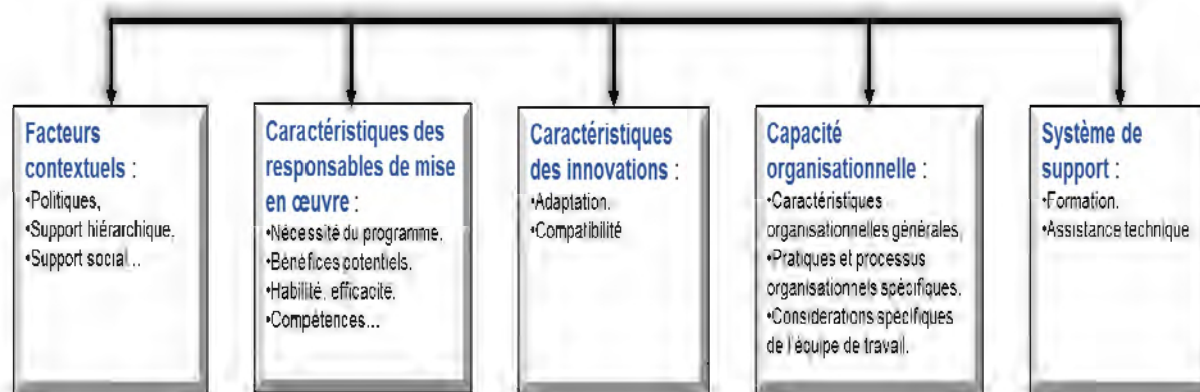 Facteurs
contextuels :
•Politiques,
•Support hiérarchique,
•Support social...
Caractéristiques des
responsables de mise
en œuvre :
•Nécessité du programme,
•Bénéfices potentiels,
•Habilité, efficacité,
•Compétences...
Caractéristiques
des innovations :
•Adaptation,
•Compatibilité
Capacité
organisationnelle :
•Caractéristiques
organisationnelles générales,
•Pratiques et processus
organisationnels spécifiques,
•Considérations spécifiques
de l'équipe de travail.
Système de
support :
•Formation,
•Assistance technique